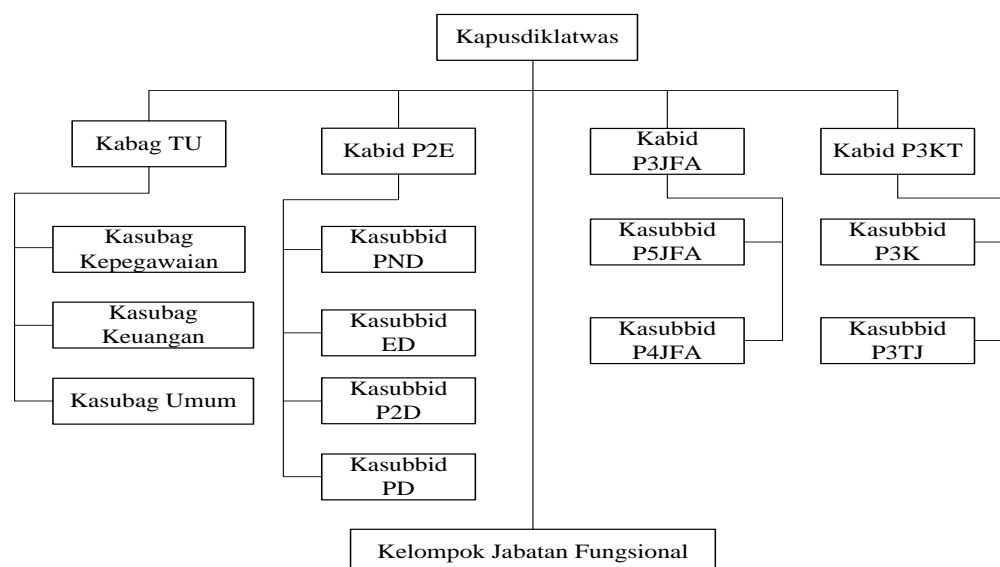 Kapusdiklatwas
Kabag TU
Kabid P2E
Kabid
P3JFA
Kabid P3KT
Kasubag
Kepegawaian
Kasubbid
PND
Kasubbid
P5JFA
Kasubbid
P3K
Kasubag
Keuangan
Kasubbid
ED
Kasubbid
P4JFA
Kasubbid
P3TJ
Kasubag Umum
Kasubbid
P2D
Kasubbid
PD
Kelompok Jabatan Fungsional